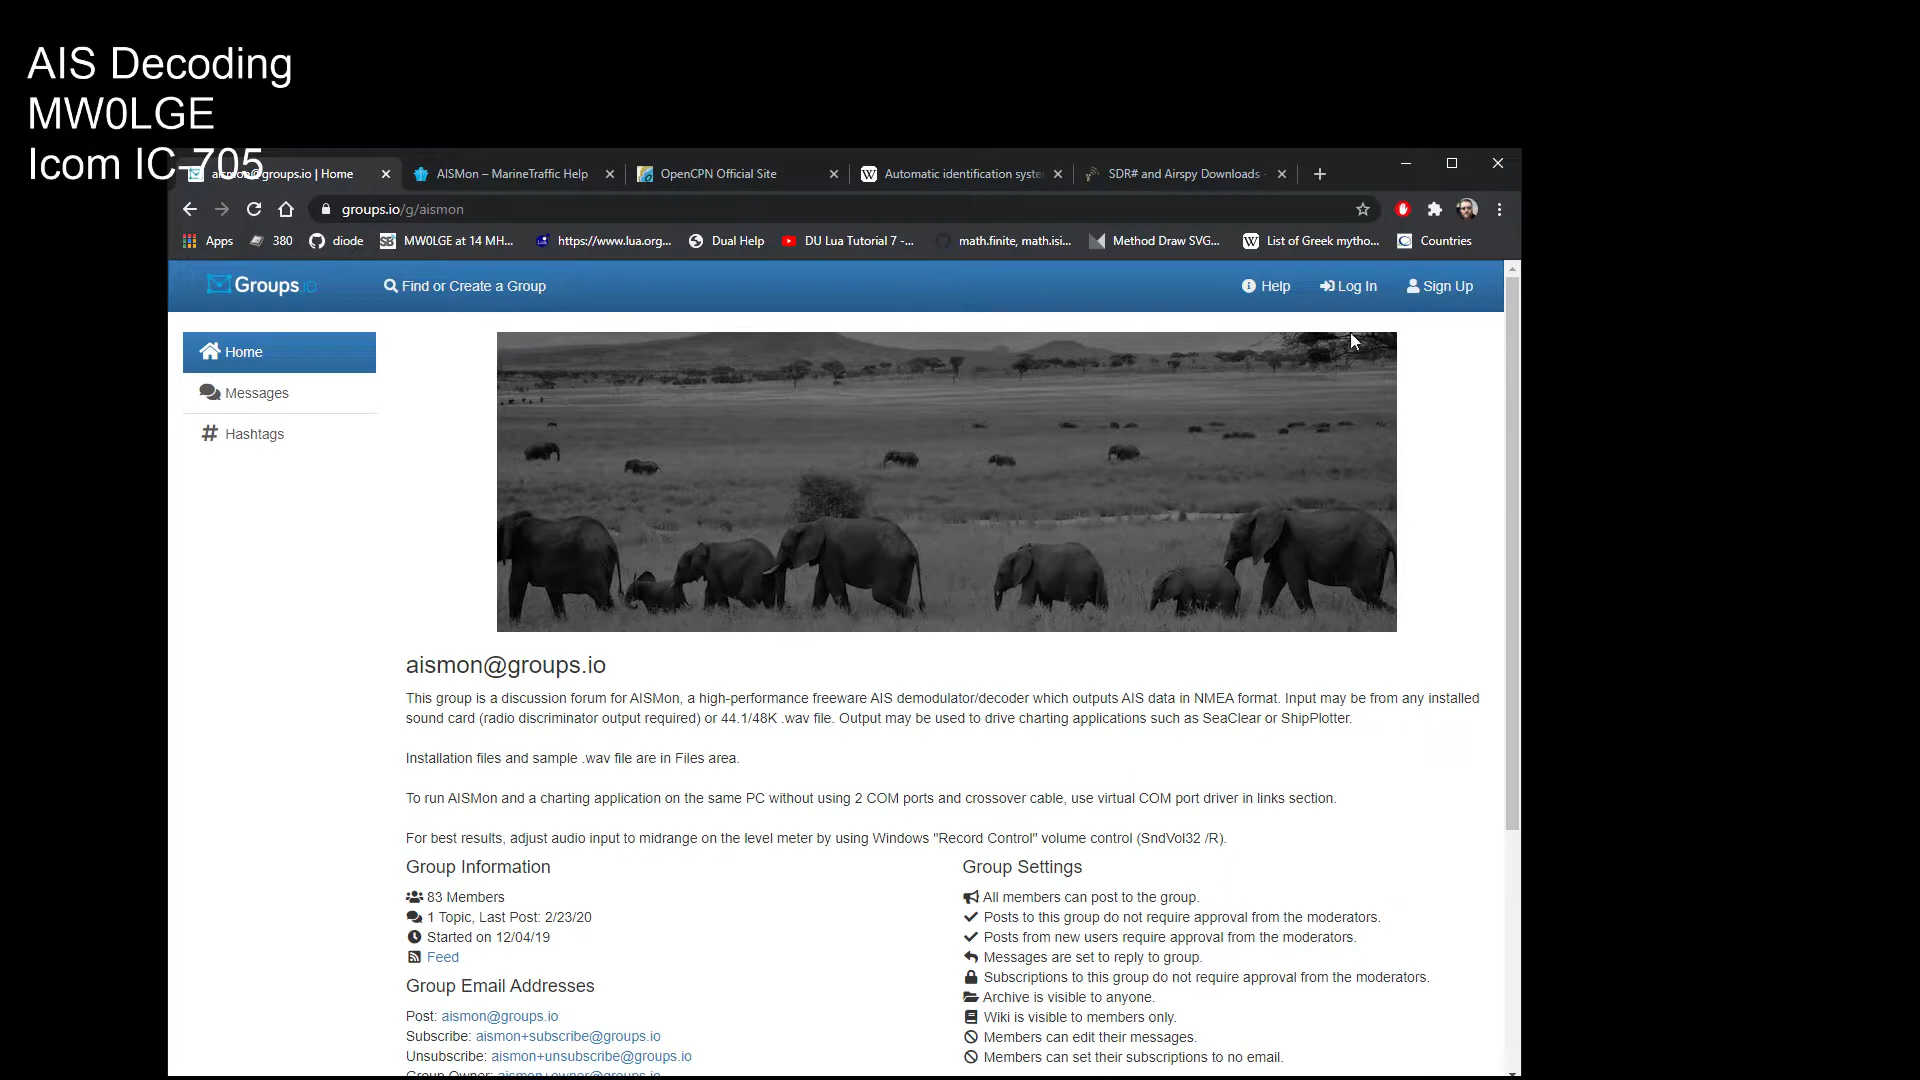 AIS Decoding
MW0LGE
Icom IC-705
aismon@groups.io | Home
AISMon – MarineTraffic Help
OpenCPN Official Site
Automatic identification syste
SDR# and Airspy Downloads -
groups.io/g/aismon
Apps
380
diode
MW0LGE at 14 MH...
https://www.lua.org...
Dual Help
DU Lua Tutorial 7 -...
math.finite, math.isi...
Method Draw SVG...
List of Greek mytho...
Countries
Groups.io
Find or Create a Group
Help
Log In
Sign Up
Home
Messages
Hashtags
aismon@groups.io
This group is a discussion forum for AISMon, a high-performance freeware AIS demodulator/decoder which outputs AIS data in NMEA format. Input may be from any installed
sound card (radio discriminator output required) or 44.1/48K .wav file. Output may be used to drive charting applications such as SeaClear or ShipPlotter.
Installation files and sample .wav file are in Files area.
To run AISMon and a charting application on the same PC without using 2 COM ports and crossover cable, use virtual COM port driver in links section.
For best results, adjust audio input to midrange on the level meter by using Windows "Record Control" volume control (SndVol32 /R).
Group Information
83 Members
1 Topic, Last Post: 2/23/20
Started on 12/04/19
Feed
Group Email Addresses
Post: aismon@groups.io
Subscribe: aismon+subscribe@groups.io
Unsubscribe: aismon+unsubscribe@groups.io
Group Owner: aismon+owner@groups.io
Group Settings
All members can post to the group.
Posts to this group do not require approval from the moderators.
Posts from new users require approval from the moderators.
Messages are set to reply to group.
Subscriptions to this group do not require approval from the moderators.
Archive is visible to anyone.
Wiki is visible to members only.
Members can edit their messages.
Members can set their subscriptions to no email.